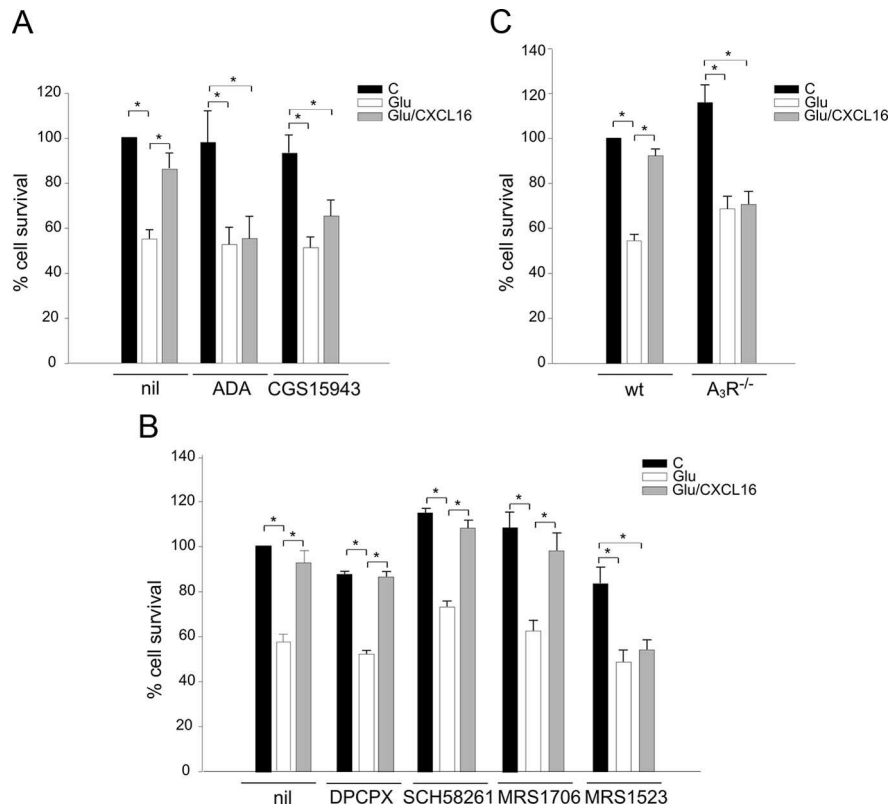 A
% cell survival
120
100
80
60
40
20
0
* * * * * *
C
Glu
Glu/CXCL16
nil ADA CGS15943
C
% cell survival
140
120
100
80
60
40
20
0
* * * *
C
Glu
Glu/CXCL16
wt A₃R⁻/⁻
B
% cell survival
140
120
100
80
60
40
20
0
* * * * * * * * * *
C
Glu
Glu/CXCL16
nil DPCPX SCH58261 MRS1706 MRS1523